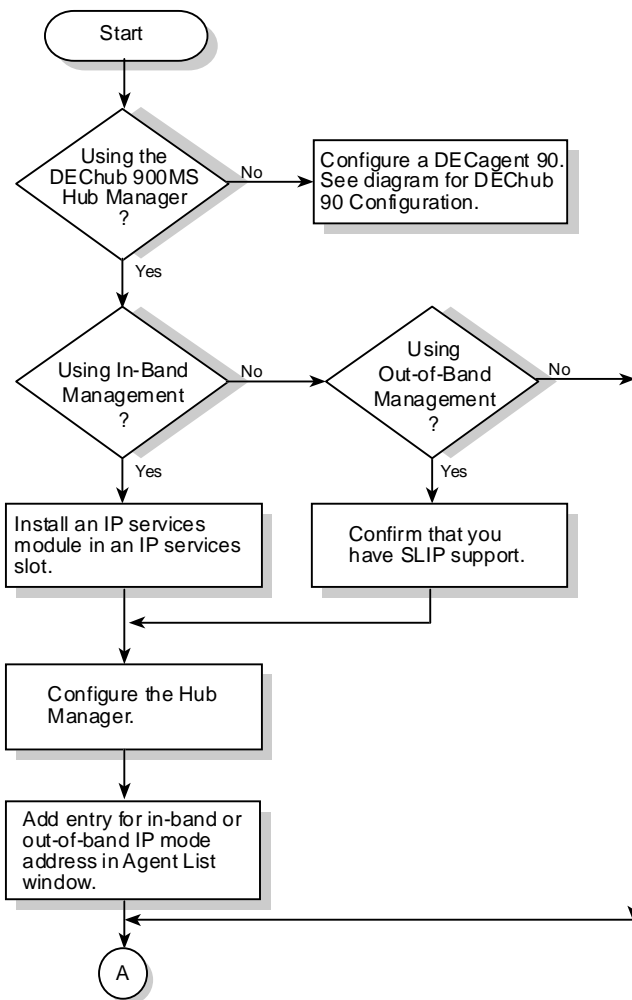 Start
Using the
DEChub 900MS
Hub Manager
?
No
Configure a DECagent 90.
See diagram for DEChub
90 Configuration.
Yes
Using In-Band
Management
?
No
Using
Out-of-Band
Management
?
No
Yes
Yes
Install an IP services
module in an IP services
slot.
Confirm that you
have SLIP support.
Configure the Hub
Manager.
Add entry for in-band or
out-of-band IP mode
address in Agent List
window.
A